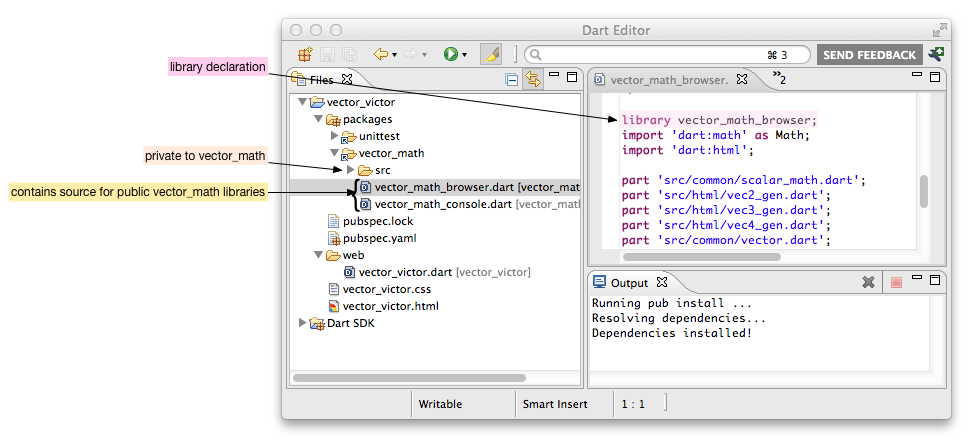 Dart Editor
⌘ 3
SEND FEEDBACK
library declaration
private to vector_math
contains source for public vector_math libraries
Files
vector_victor
packages
unittest
vector_math
src
vector_math_browser.dart [vector_mat
vector_math_console.dart [vector_math
pubspec.lock
pubspec.yaml
web
vector_victor.dart [vector_victor]
vector_victor.css
vector_victor.html
Dart SDK
vector_math_browser.
»2
library vector_math_browser;
import 'dart:math' as Math;
import 'dart:html';
part 'src/common/scalar_math.dart';
part 'src/html/vec2_gen.dart';
part 'src/html/vec3_gen.dart';
part 'src/html/vec4_gen.dart';
part 'src/common/vector.dart';
Output
Running pub install ...
Resolving dependencies...
Dependencies installed!
Writable
Smart Insert
1 : 1